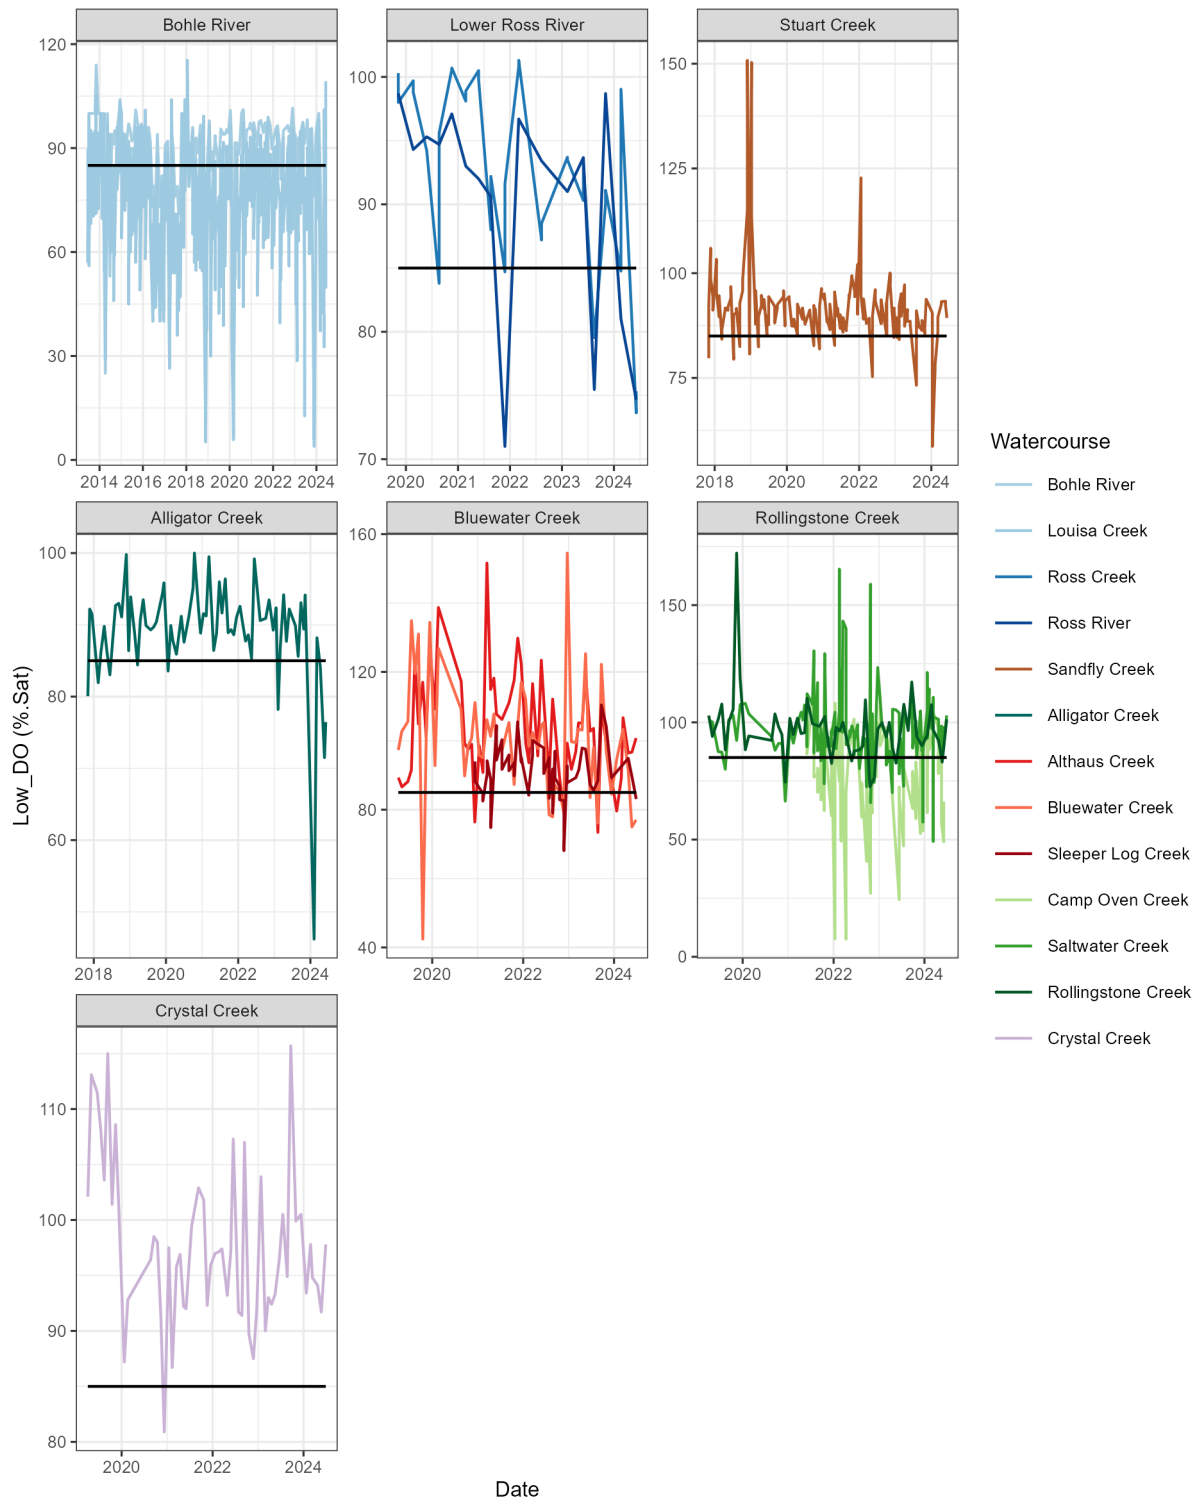 Bohle River
Lower Ross River
Stuart Creek
120
90
60
30
0
2014 2016 2018 2020 2022 2024
100
90
80
70
2020 2021 2022 2023 2024
150
125
100
75
2018 2020 2022 2024
Alligator Creek
Bluewater Creek
Rollingstone Creek
100
80
60
2018 2020 2022 2024
160
120
80
40
2020 2022 2024
150
100
50
0
2020 2022 2024
Crystal Creek
110
100
90
80
2020 2022 2024
Low_DO (%.Sat)
Date
Watercourse
Bohle River
Louisa Creek
Ross Creek
Ross River
Sandfly Creek
Alligator Creek
Althaus Creek
Bluewater Creek
Sleeper Log Creek
Camp Oven Creek
Saltwater Creek
Rollingstone Creek
Crystal Creek